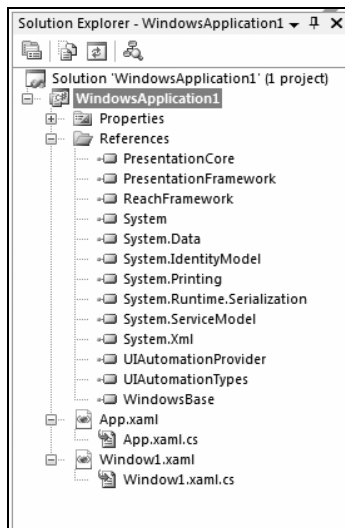 Solution Explorer - WindowsApplication1
Solution 'WindowsApplication1' (1 project)
WindowsApplication1
Properties
References
PresentationCore
PresentationFramework
ReachFramework
System
System.Data
System.IdentityModel
System.Printing
System.Runtime.Serialization
System.ServiceModel
System.Xml
UIAutomationProvider
UIAutomationTypes
WindowsBase
App.xaml
App.xaml.cs
Window1.xaml
Window1.xaml.cs